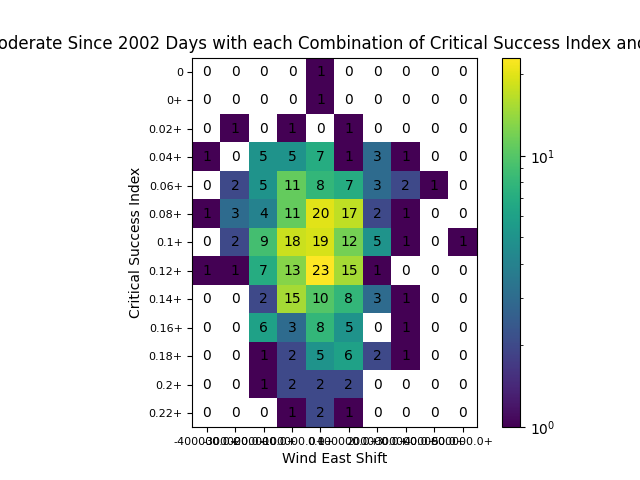 oderate Since 2002 Days with each Combination of Critical Success Index and
0 0 0 0 0 1 0 0 0 0 0
0+ 0 0 0 0 1 0 0 0 0 0
0.02+ 0 1 0 1 0 1 0 0 0 0
0.04+ 1 0 5 5 7 1 3 1 0 0
0.06+ 0 2 5 11 8 7 3 2 1 0
0.08+ 1 3 4 11 20 17 2 1 0 0
0.1+ 0 2 9 18 19 12 5 1 0 1
0.12+ 1 1 7 13 23 15 1 0 0 0
0.14+ 0 0 2 15 10 8 3 1 0 0
0.16+ 0 0 6 3 8 5 0 1 0 0
0.18+ 0 0 1 2 5 6 2 1 0 0
0.2+ 0 0 1 2 2 2 0 0 0 0
0.22+ 0 0 0 1 2 1 0 0 0 0
Critical Success Index
Wind East Shift
10^1
10^0